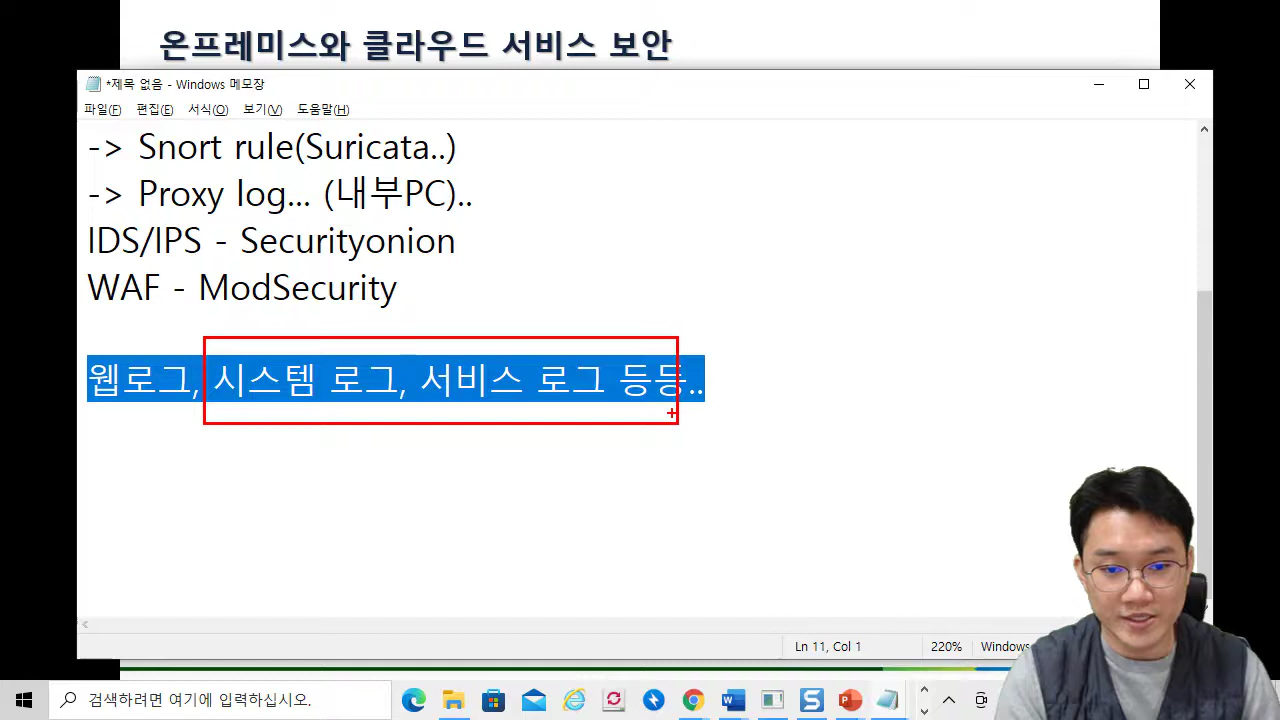 온프레미스와 클라우드 서비스 보안
*제목 없음 - Windows 메모장
파일(F) 편집(E) 서식(O) 보기(V) 도움말(H)
-> Snort rule(Suricata..)
-> Proxy log... (내부PC)..
IDS/IPS - Securityonion
WAF - ModSecurity
웹로그, 시스템 로그, 서비스 로그 등등..
Ln 11, Col 1
220%
Windows
검색하려면 여기에 입력하십시오.